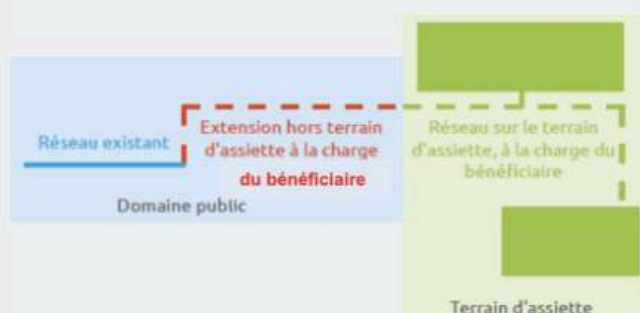 Réseau existant
Extension hors terrain
d'assiette à la charge
du bénéficiaire
Domaine public
Réseau sur le terrain
d'assiette, à la charge du
bénéficiaire
Terrain d'assiette